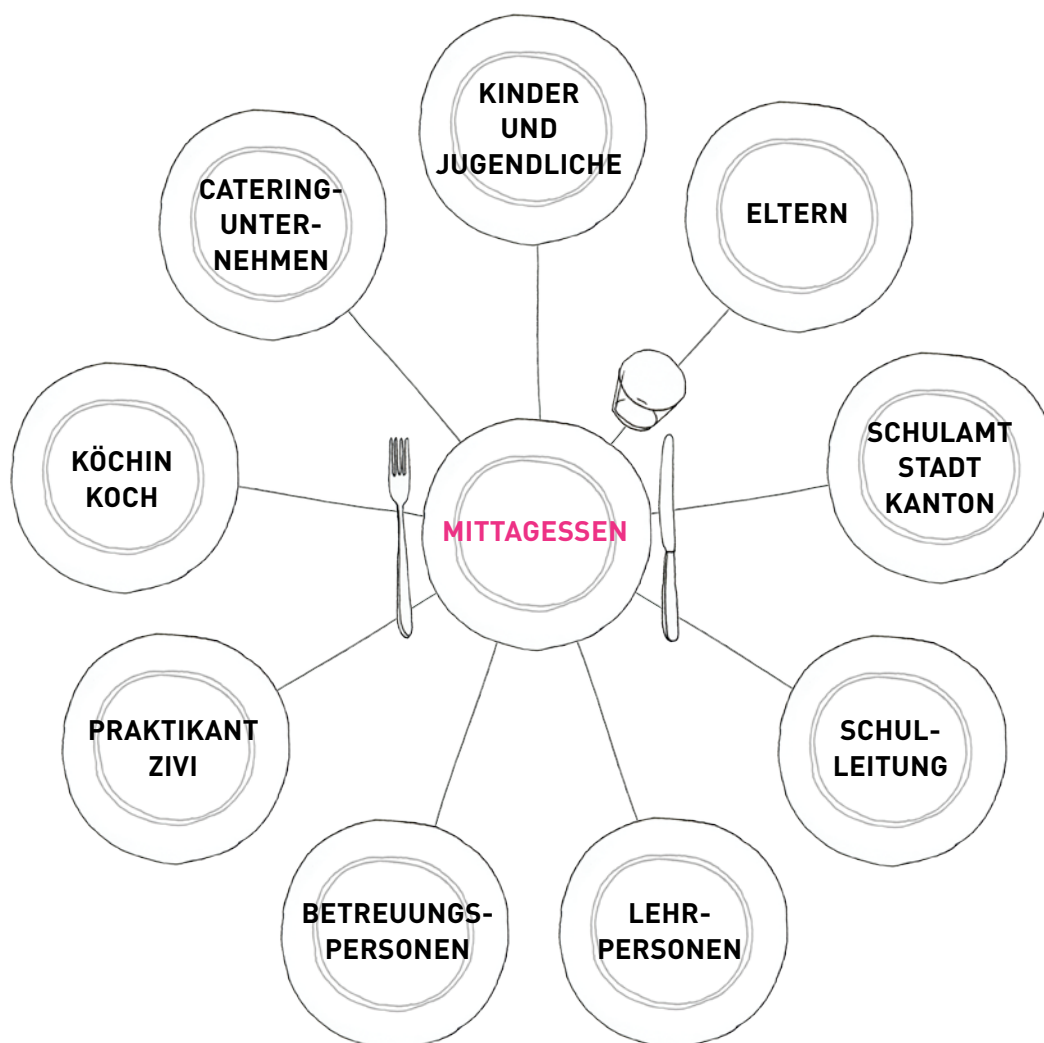 KINDER
UND
JUGENDLICHE
ELTERN
SCHULAMT
STADT
KANTON
SCHUL-
LEITUNG
LEHR-
PERSONEN
BETREUUNGS-
PERSONEN
PRAKTIKANT
ZIVI
KÖCHIN
KOCH
CATERING-
UNTER-
NEHMEN
MITTAGESSEN